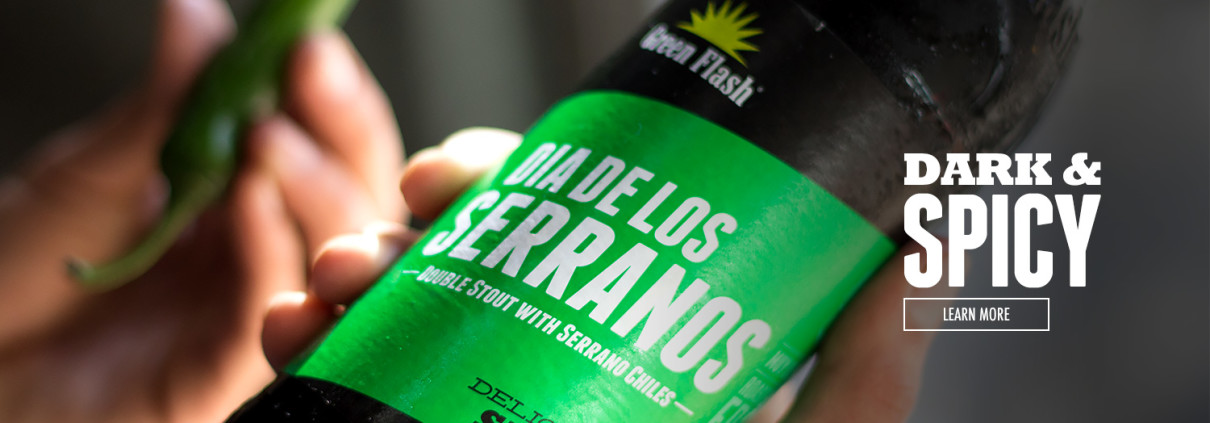 Green Flash
DIA DE LOS
SERRANOS
DOUBLE STOUT WITH SERRANO CHILES
DARK &
SPICY
LEARN MORE